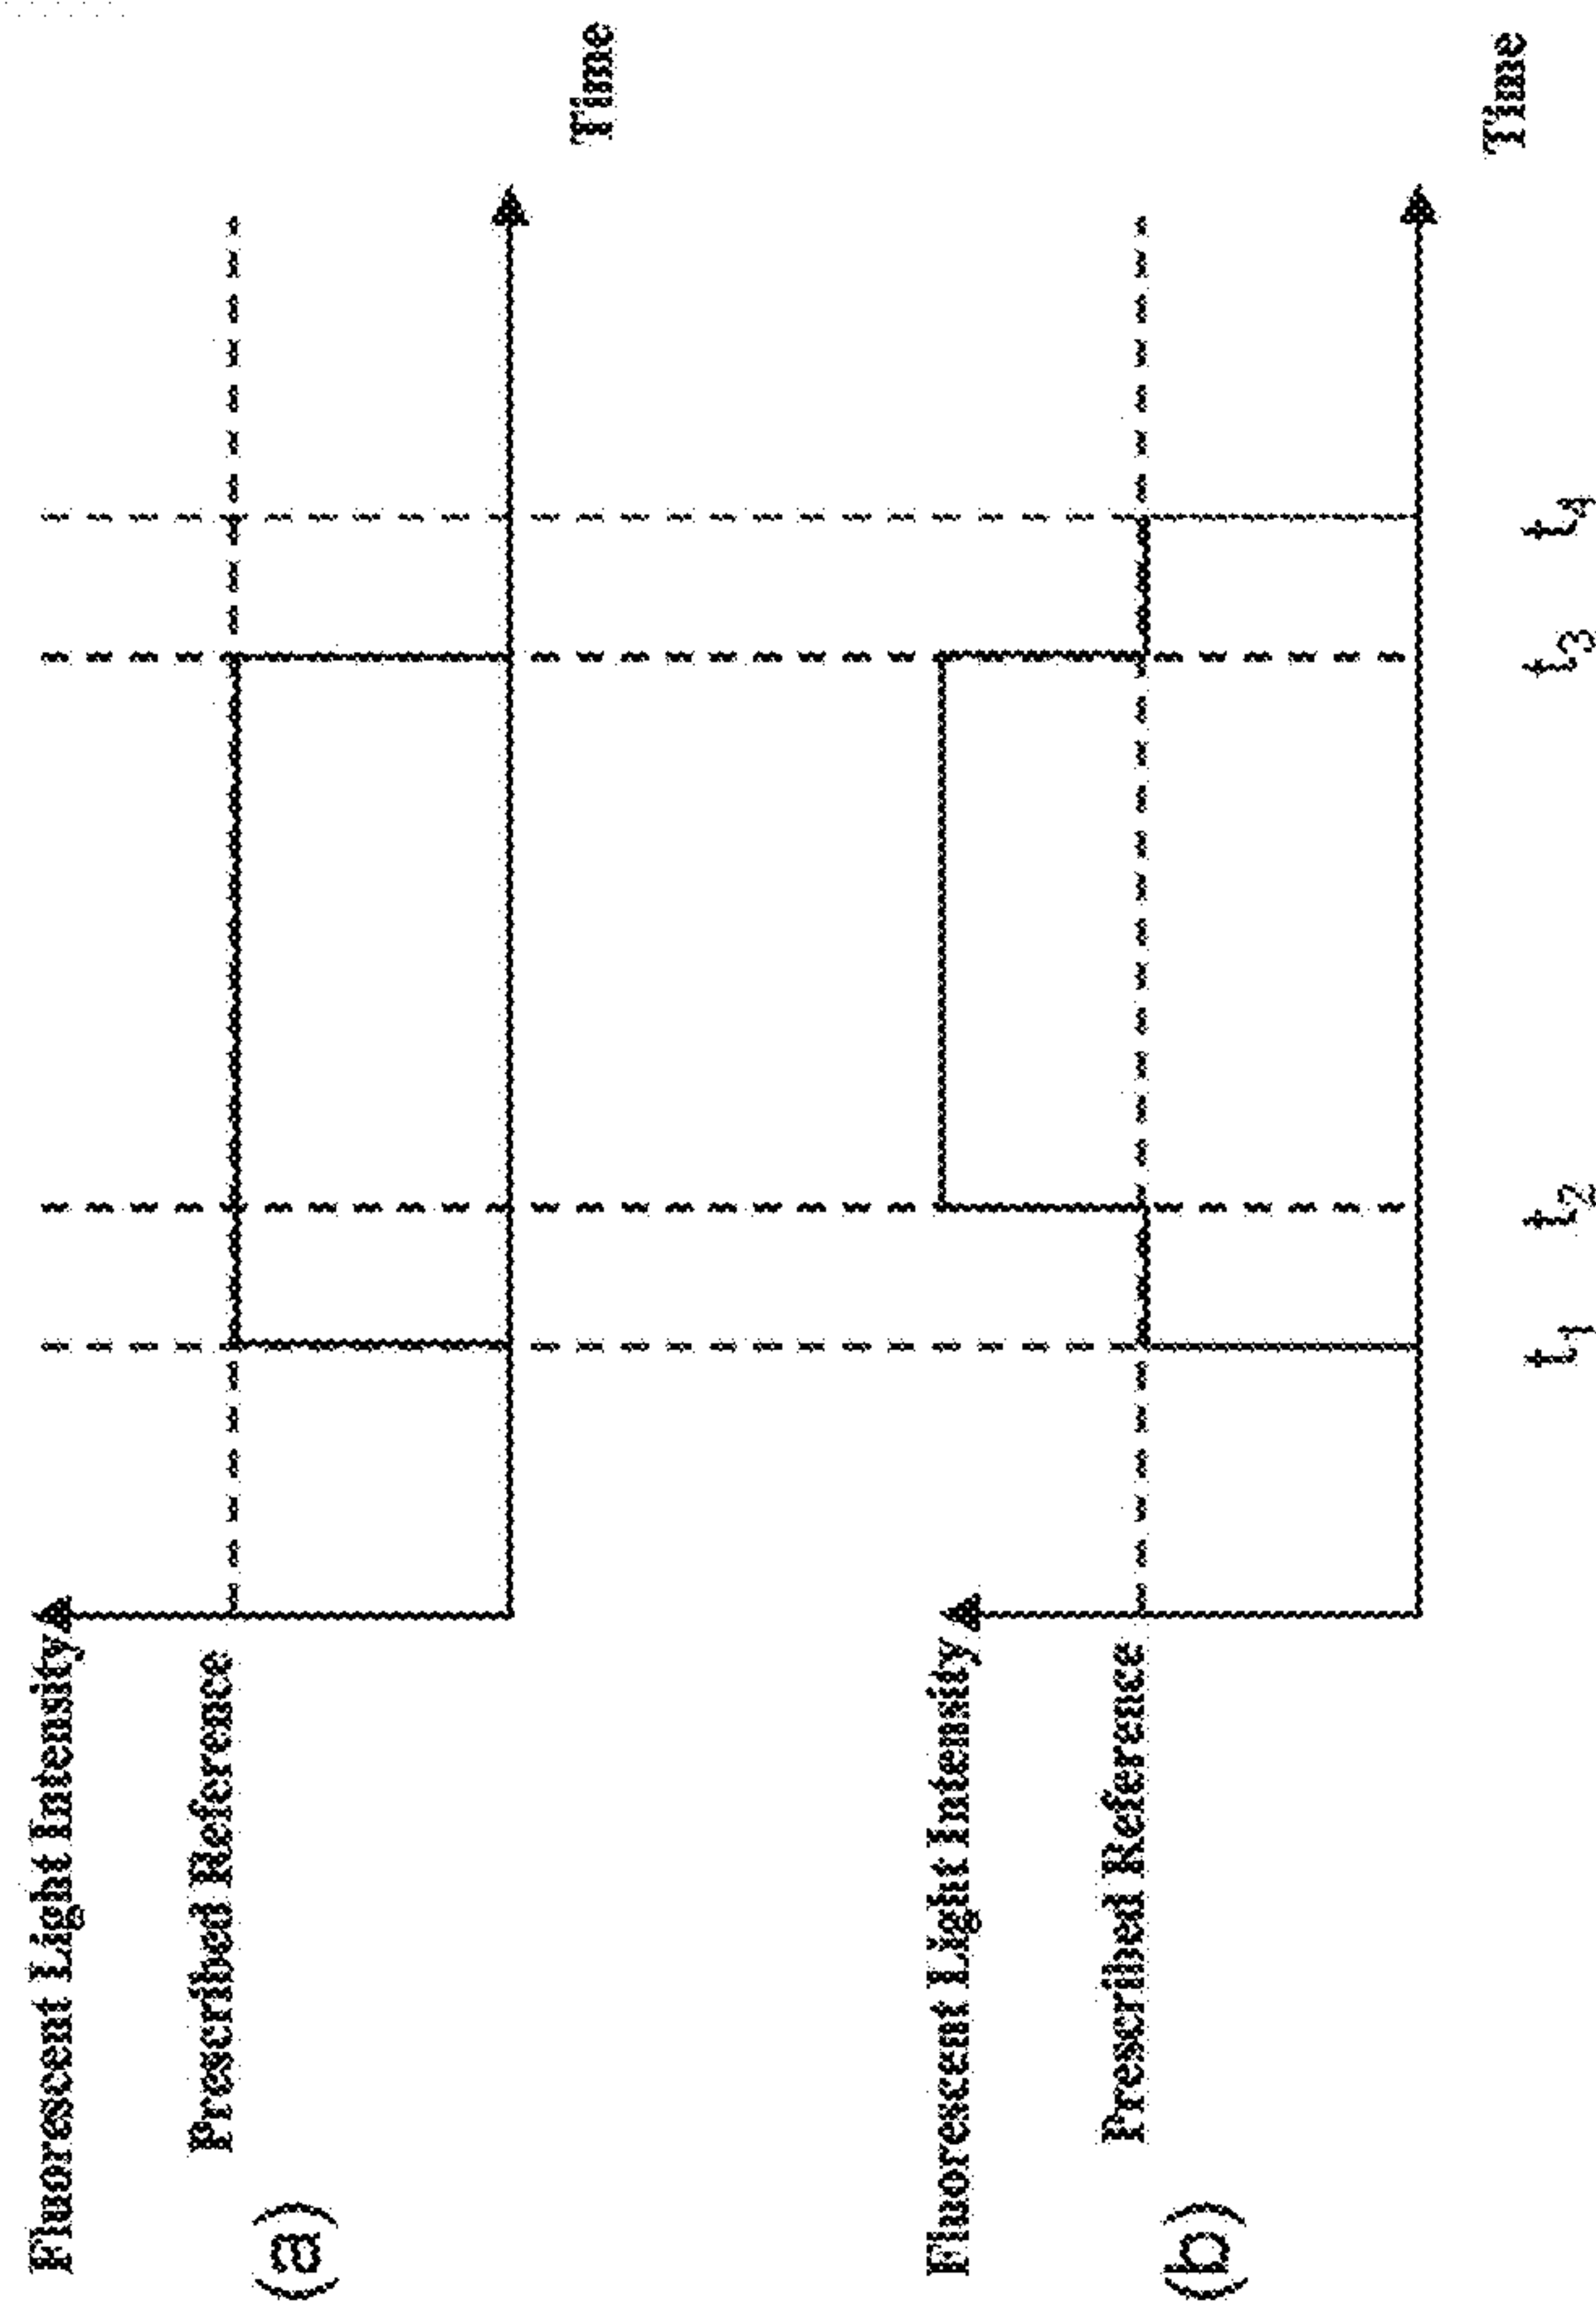 Fluorescent Light Intensity
Prescribed Reference
(a)
Time
Fluorescent Light Intensity
Prescribed Reference
(b)
Time
t1 t2 t3 t4